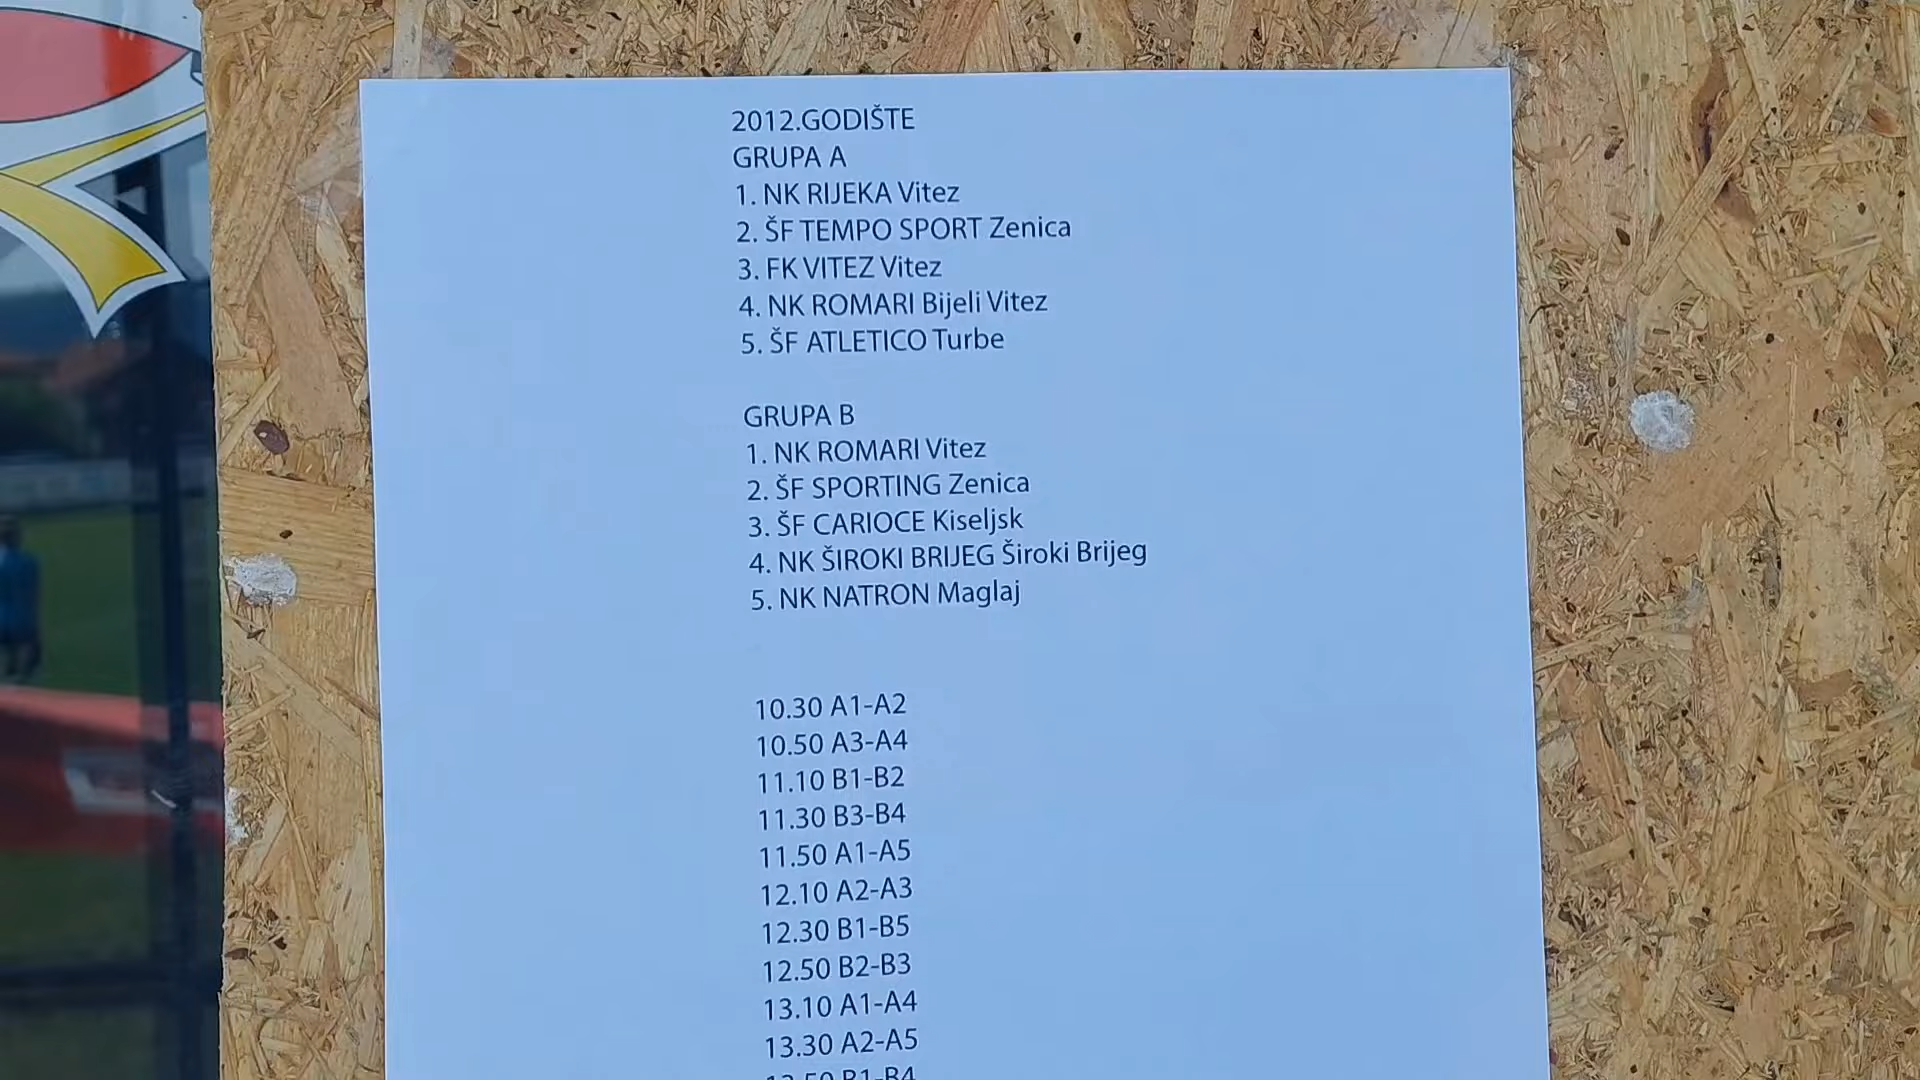 2012.GODIŠTE
GRUPA A
1. NK RIJEKA Vitez
2. ŠF TEMPO SPORT Zenica
3. FK VITEZ Vitez
4. NK ROMARI Bijeli Vitez
5. ŠF ATLETICO Turbe
GRUPA B
1. NK ROMARI Vitez
2. ŠF SPORTING Zenica
3. ŠF CARIOCE Kiseljsk
4. NK ŠIROKI BRIJEG Široki Brijeg
5. NK NATRON Maglaj
10.30 A1-A2
10.50 A3-A4
11.10 B1-B2
11.30 B3-B4
11.50 A1-A5
12.10 A2-A3
12.30 B1-B5
12.50 B2-B3
13.10 A1-A4
13.30 A2-A5
13.50 B1-B4